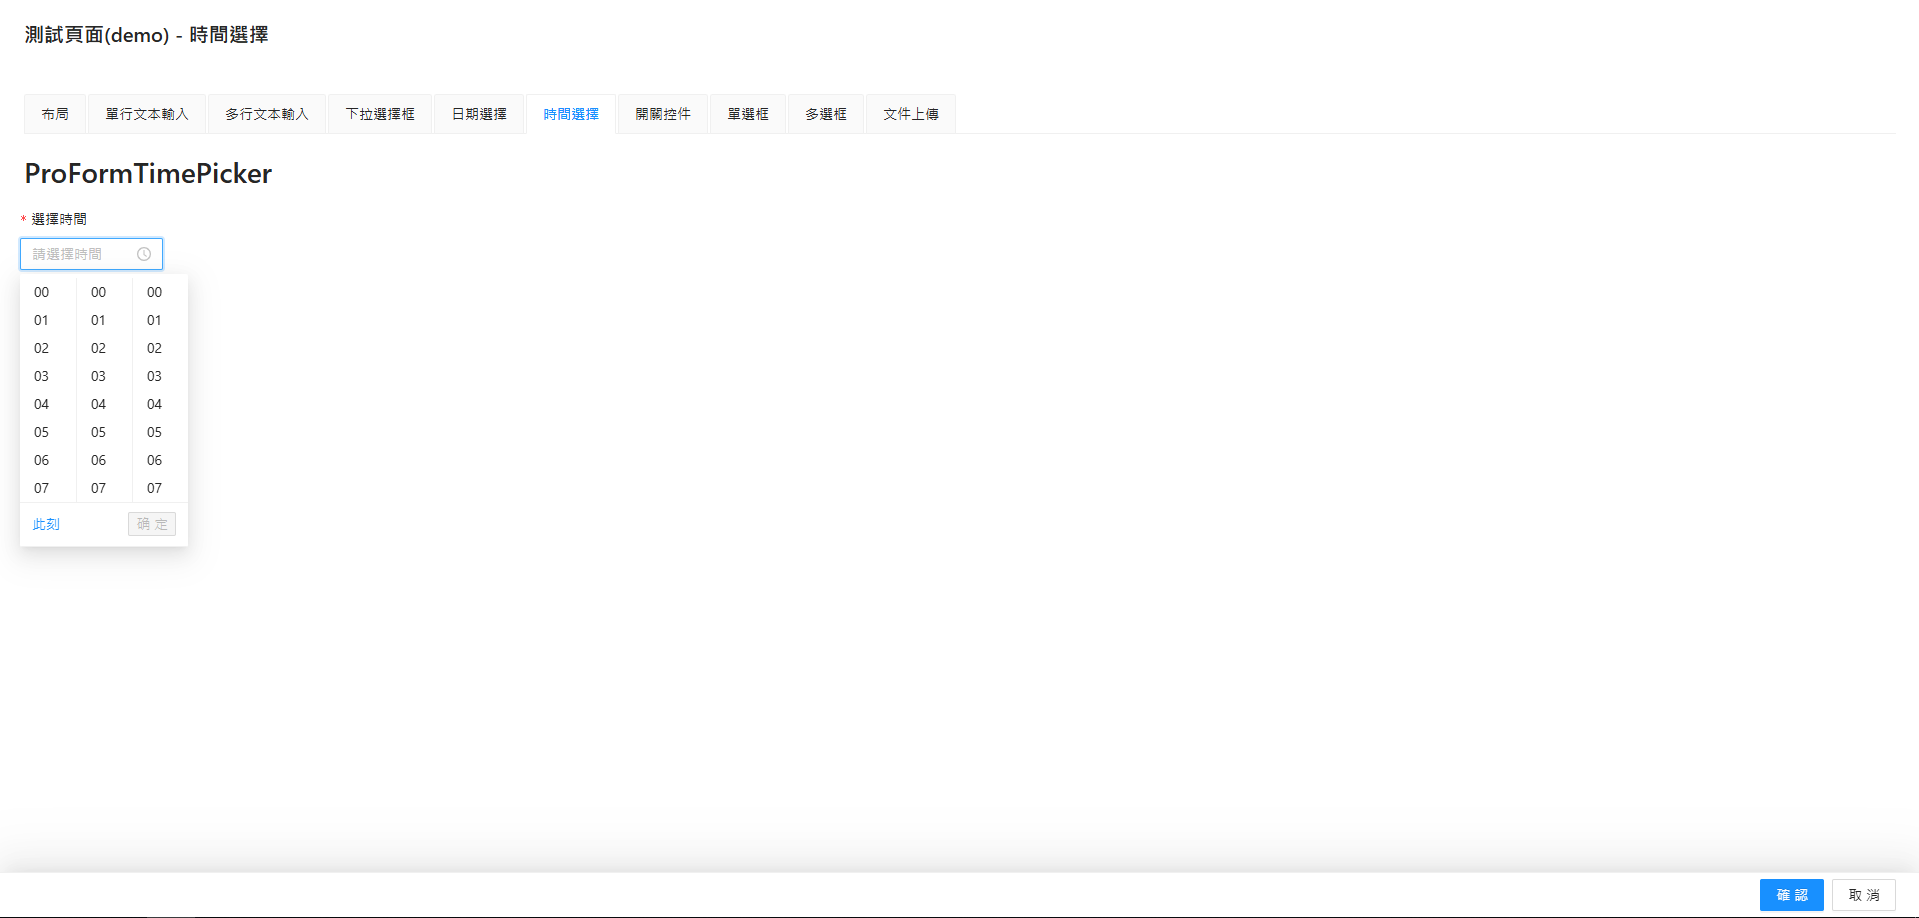 測試頁面(demo) - 時間選擇
布局 單行文本輸入 多行文本輸入 下拉選擇框 日期選擇 時間選擇 開關控件 單選框 多選框 文件上傳
ProFormTimePicker
* 選擇時間
請選擇時間
00 00 00
01 01 01
02 02 02
03 03 03
04 04 04
05 05 05
06 06 06
07 07 07
此刻 确 定
確 認 取 消